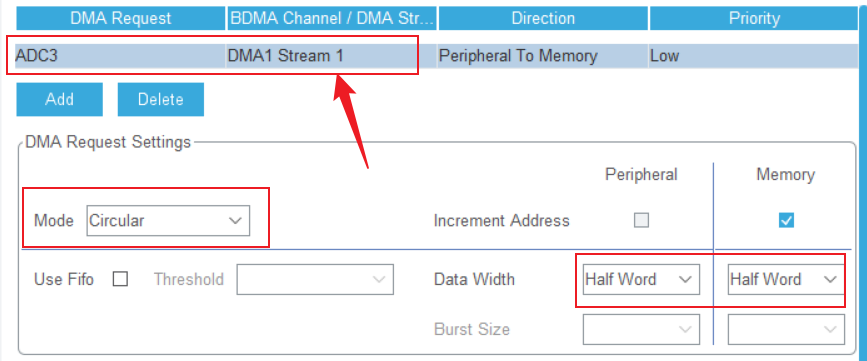 DMA Request BDMA Channel / DMA Str... Direction Priority
ADC3 DMA1 Stream 1 Peripheral To Memory Low
Add Delete
DMA Request Settings
Peripheral Memory
Mode Circular Increment Address
Use Fifo Threshold Data Width Half Word Half Word
Burst Size